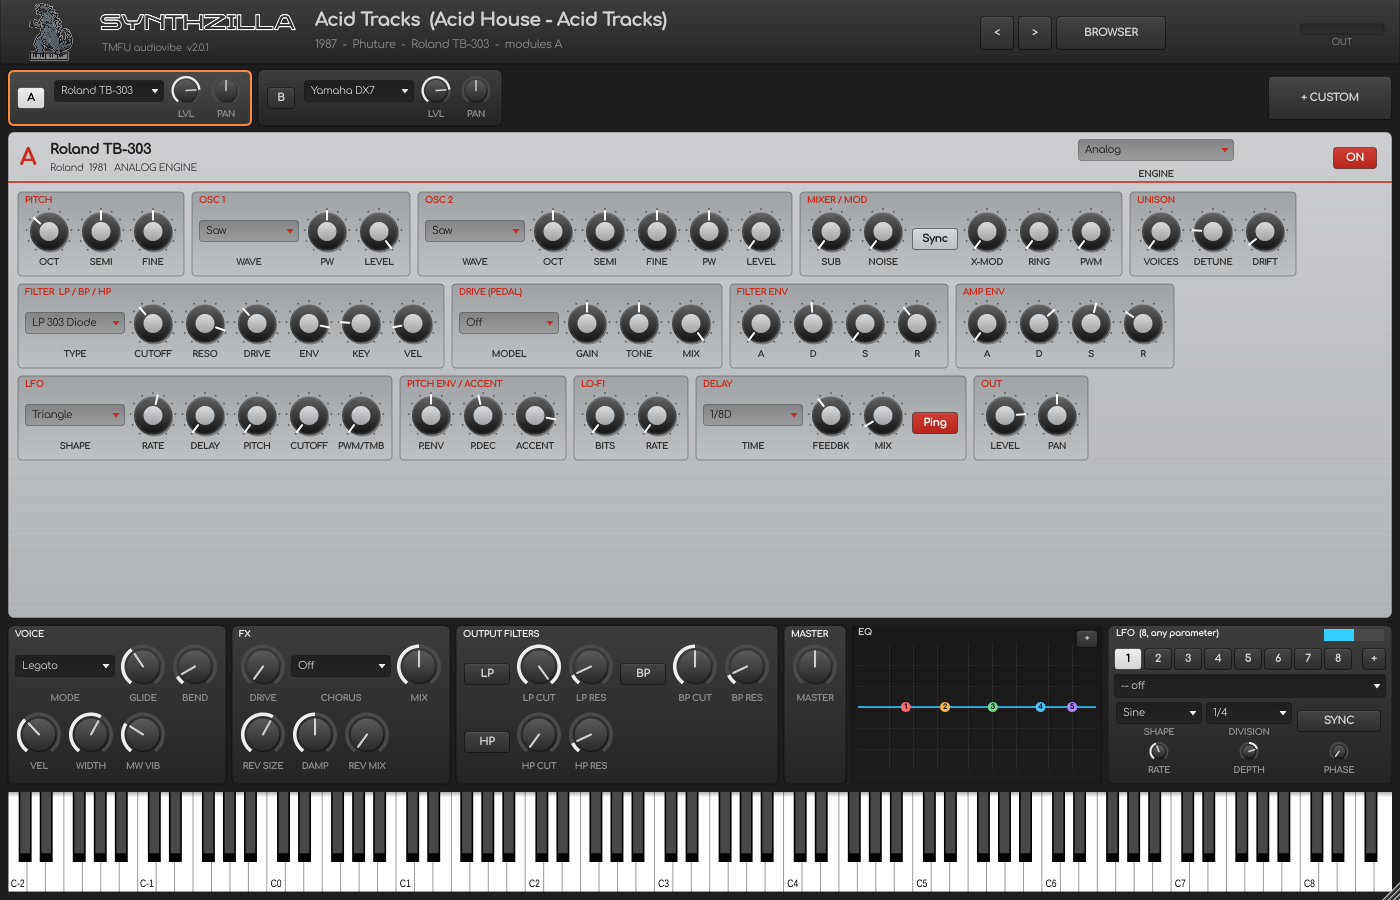 SYNTHZILLA
TMFU audiovibe v2.0.1
Acid Tracks (Acid House - Acid Tracks)
1987 - Phuture - Roland TB-303 - modules A
< > BROWSER
OUT
A Roland TB-303 LVL PAN
B Yamaha DX7 LVL PAN
+ CUSTOM
A Roland TB-303
Roland 1981 ANALOG ENGINE
Analog
ENGINE
ON
PITCH
OCT SEMI FINE
OSC 1
Saw
WAVE PW LEVEL
OSC 2
Saw
WAVE OCT SEMI FINE PW LEVEL
MIXER / MOD
Sync
SUB NOISE X-MOD RING PWM
UNISON
VOICES DETUNE DRIFT
FILTER LP / BP / HP
LP 303 Diode
TYPE CUTOFF RESO DRIVE ENV KEY VEL
DRIVE (PEDAL)
Off
MODEL GAIN TONE MIX
FILTER ENV
A D S R
AMP ENV
A D S R
LFO
Triangle
SHAPE RATE DELAY PITCH CUTOFF PWM/TMB
PITCH ENV / ACCENT
P.ENV P.DEC ACCENT
LO-FI
BITS RATE
DELAY
1/8D
Ping
TIME FEEDBK MIX
OUT
LEVEL PAN
VOICE
Legato
MODE GLIDE BEND
VEL WIDTH MW VIB
FX
Off
DRIVE CHORUS MIX
REV SIZE DAMP REV MIX
OUTPUT FILTERS
LP BP
LP CUT LP RES BP CUT BP RES
HP
HP CUT HP RES
MASTER
MASTER
EQ
+
1 2 3 4 5
LFO (8, any parameter)
1 2 3 4 5 6 7 8 +
-- off
Sine 1/4 SYNC
SHAPE DIVISION
RATE DEPTH PHASE
C-2 C-1 C0 C1 C2 C3 C4 C5 C6 C7 C8